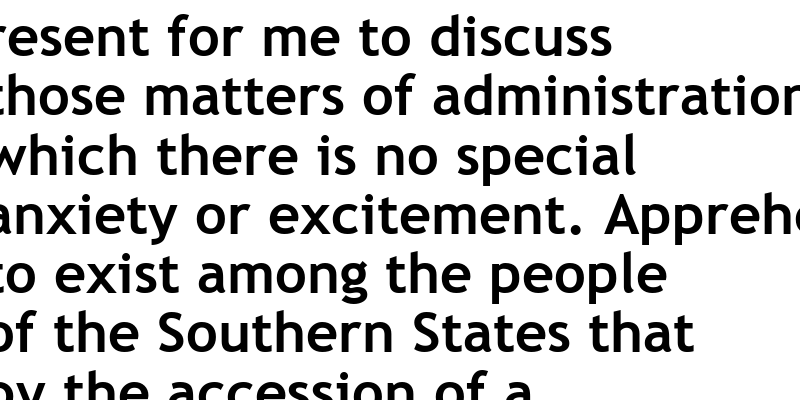 resent for me to discuss
those matters of administration
which there is no special
anxiety or excitement. Apprehe
to exist among the people
of the Southern States that
by the accession of a